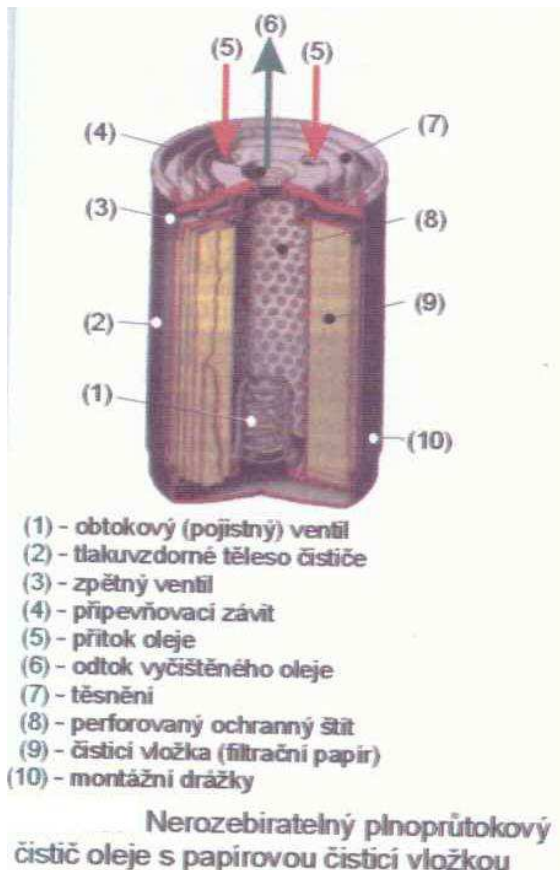 (6)
(5) (5)
(4) (7)
(3) (8)
(2) (9)
(1) (10)
(1) - obtokový (pojistný) ventil
(2) - tlakuvzdorné těleso čističe
(3) - zpětný ventil
(4) - připevňovací závit
(5) - přítok oleje
(6) - odtok vyčištěného oleje
(7) - těsnění
(8) - perforovaný ochranný štít
(9) - čisticí vložka (filtrační papír)
(10) - montážní drážky
Nerozebiratelný plnoprůtokový
čistič oleje s papírovou čisticí vložkou